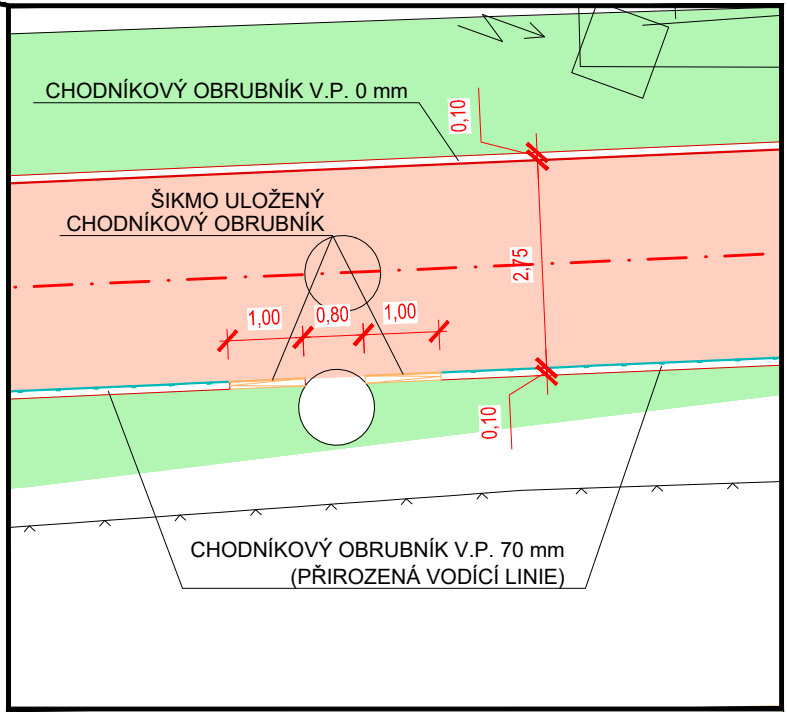 CHODNÍKOVÝ OBRUBNÍK V.P. 0 mm
0,10
ŠIKMO ULOŽENÝ
CHODNÍKOVÝ OBRUBNÍK
2,75
1,00
0,80
1,00
0,10
CHODNÍKOVÝ OBRUBNÍK V.P. 70 mm
(PŘIROZENÁ VODÍCÍ LINIE)